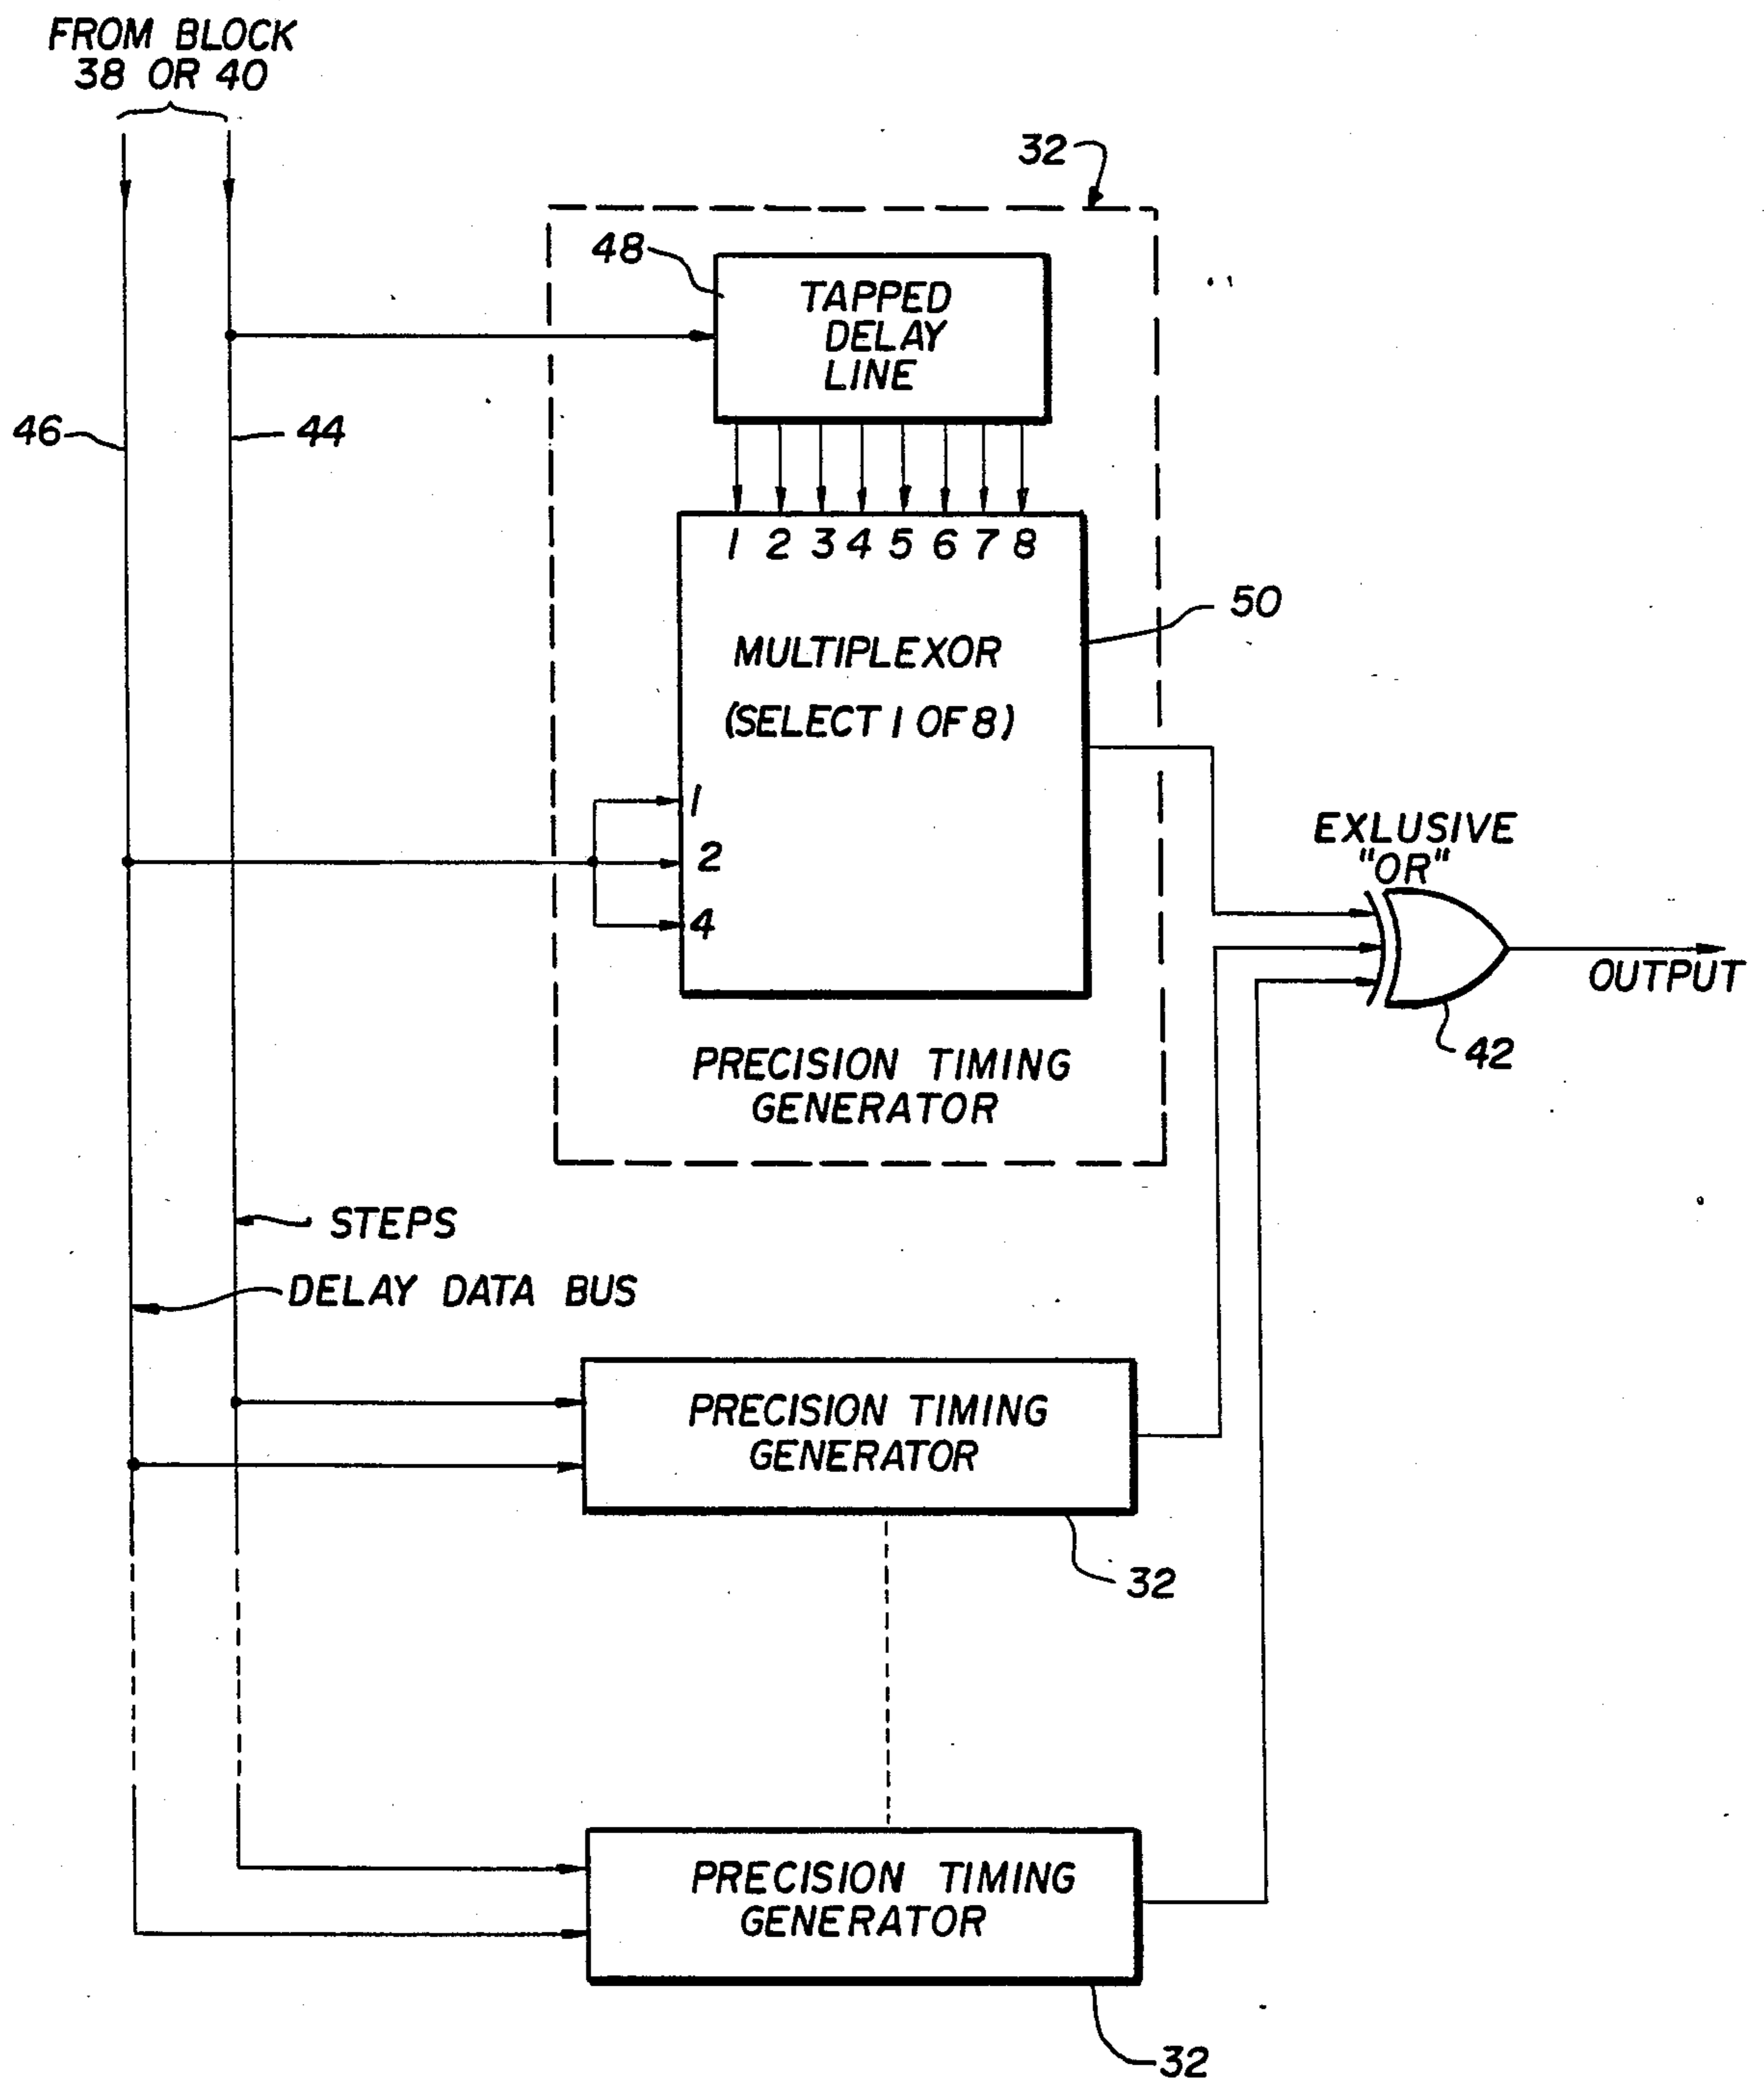 FROM BLOCK
38 OR 40
32
48
TAPPED
DELAY
LINE
46
44
1 2 3 4 5 6 7 8
50
MULTIPLEXOR
(SELECT 1 OF 8)
1
2
4
EXLUSIVE
"OR"
OUTPUT
42
PRECISION TIMING
GENERATOR
STEPS
DELAY DATA BUS
PRECISION TIMING
GENERATOR
32
PRECISION TIMING
GENERATOR
32